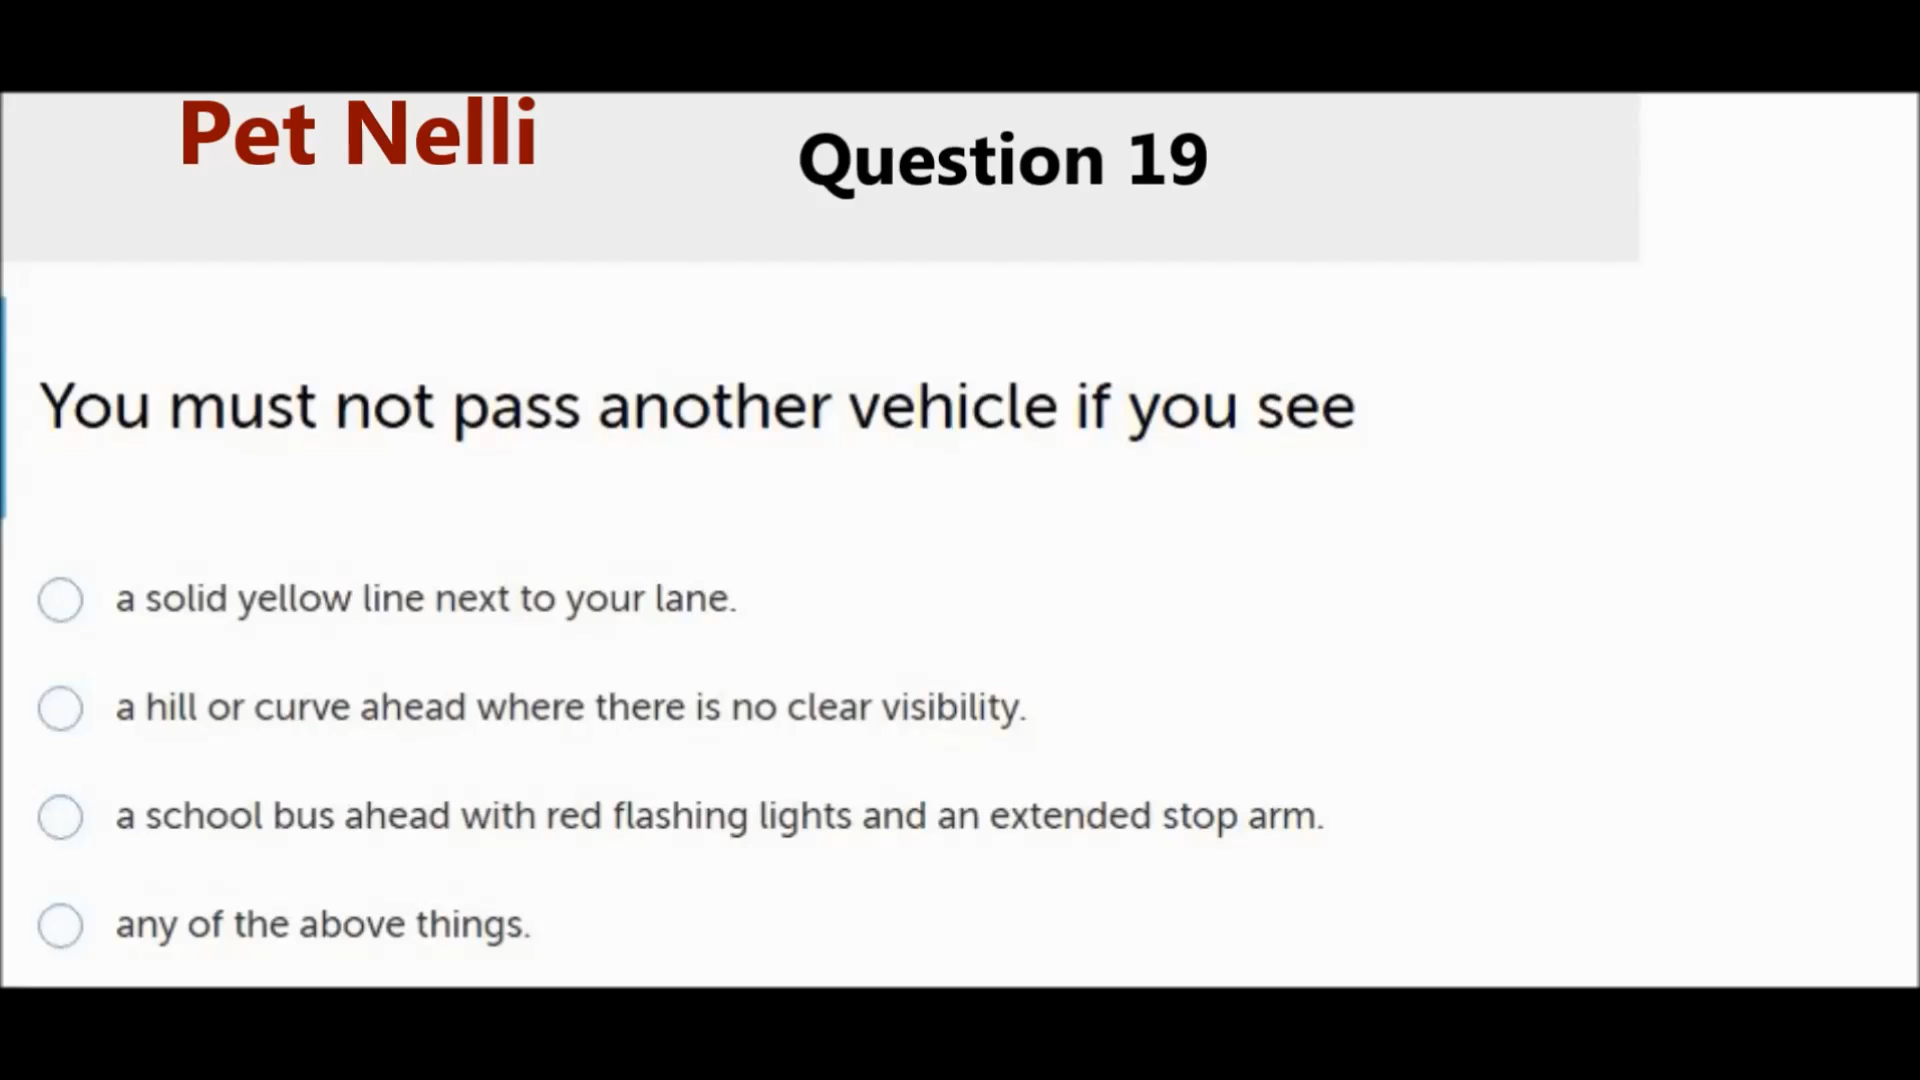 Pet Nelli
Question 19
You must not pass another vehicle if you see
a solid yellow line next to your lane.
a hill or curve ahead where there is no clear visibility.
a school bus ahead with red flashing lights and an extended stop arm.
any of the above things.